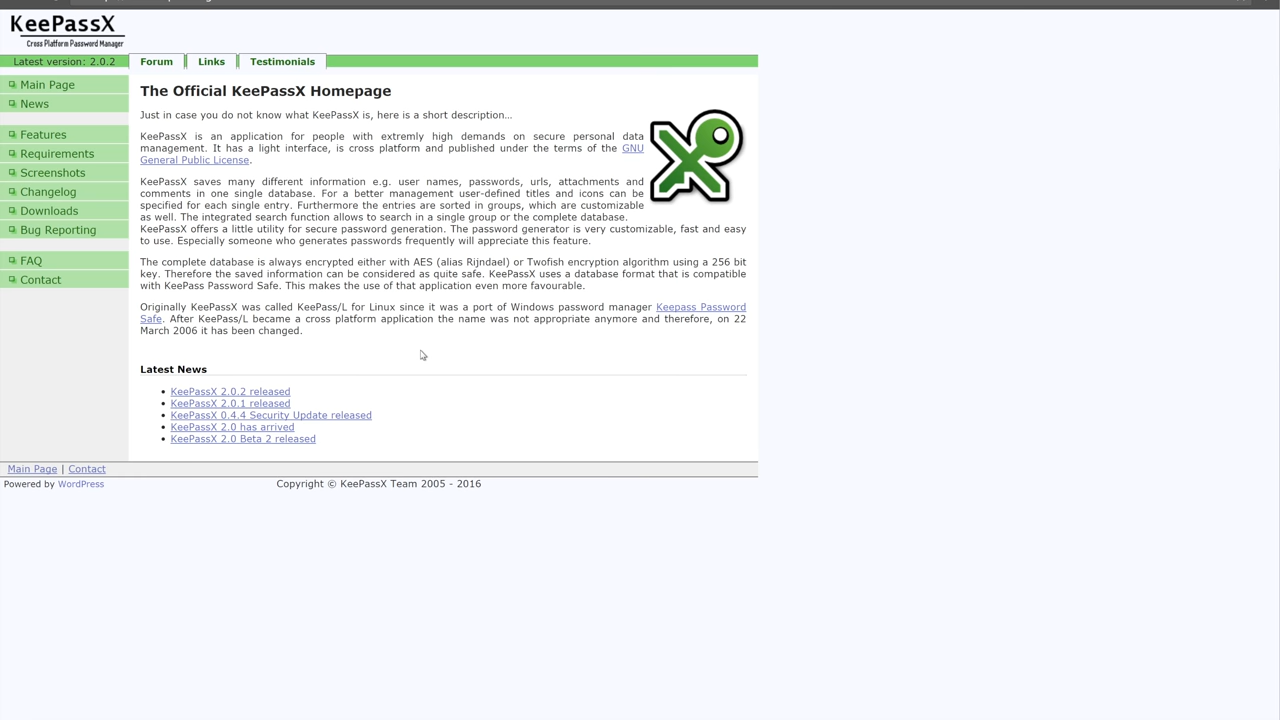 KeePassX
Cross Platform Password Manager
Latest version: 2.0.2
Forum
Links
Testimonials
Main Page
News
Features
Requirements
Screenshots
Changelog
Downloads
Bug Reporting
FAQ
Contact
The Official KeePassX Homepage
Just in case you do not know what KeePassX is, here is a short description...
KeePassX is an application for people with extremly high demands on secure personal data
management. It has a light interface, is cross platform and published under the terms of the GNU
General Public License.
KeePassX saves many different information e.g. user names, passwords, urls, attachments and
comments in one single database. For a better management user-defined titles and icons can be
specified for each single entry. Furthermore the entries are sorted in groups, which are customizable
as well. The integrated search function allows to search in a single group or the complete database.
KeePassX offers a little utility for secure password generation. The password generator is very customizable, fast and easy
to use. Especially someone who generates passwords frequently will appreciate this feature.
The complete database is always encrypted either with AES (alias Rijndael) or Twofish encryption algorithm using a 256 bit
key. Therefore the saved information can be considered as quite safe. KeePassX uses a database format that is compatible
with KeePass Password Safe. This makes the use of that application even more favourable.
Originally KeePassX was called KeePass/L for Linux since it was a port of Windows password manager Keepass Password
Safe. After KeePass/L became a cross platform application the name was not appropriate anymore and therefore, on 22
March 2006 it has been changed.
Latest News
KeePassX 2.0.2 released
KeePassX 2.0.1 released
KeePassX 0.4.4 Security Update released
KeePassX 2.0 has arrived
KeePassX 2.0 Beta 2 released
Main Page | Contact
Powered by WordPress
Copyright © KeePassX Team 2005 - 2016